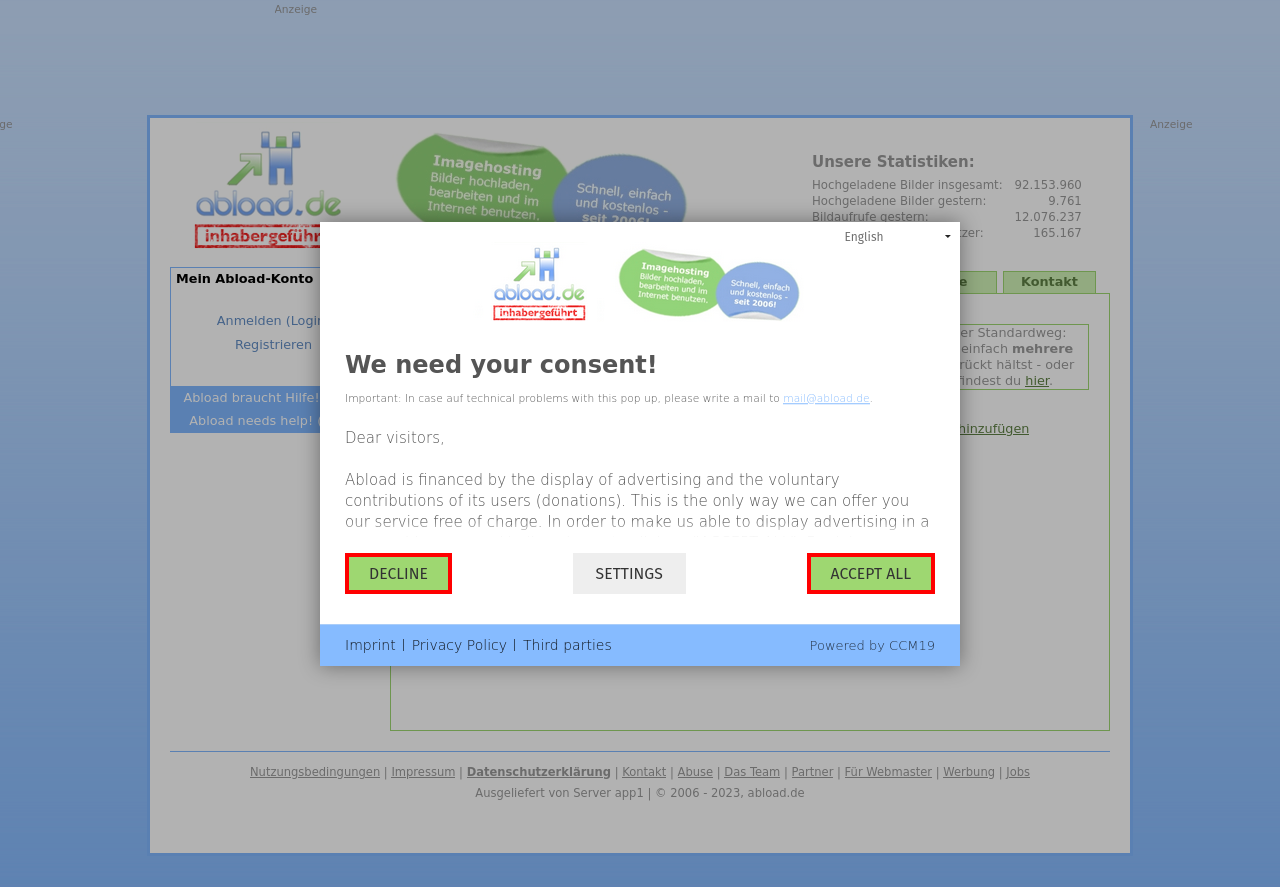 Anzeige
ge
Anzeige
abload.de
inhabergeführt
Imagehosting
Bilder hochladen,
bearbeiten und im
Internet benutzen.
Schnell, einfach
und kostenlos -
seit 2006!
Unsere Statistiken:
Hochgeladene Bilder insgesamt: 92.153.960
Hochgeladene Bilder gestern: 9.761
Bildaufrufe gestern: 12.076.237
tzer: 165.167
Mein Abload-Konto
Anmelden (Login
Registrieren
Abload braucht Hilfe!
Abload needs help! (
e
Kontakt
er Standardweg:
einfach mehrere
rückt hältst - oder
findest du hier.
hinzufügen
English
abload.de
inhabergeführt
Imagehosting
Bilder hochladen,
bearbeiten und im
Internet benutzen.
Schnell, einfach
und kostenlos -
seit 2006!
We need your consent!
Important: In case auf technical problems with this pop up, please write a mail to mail@abload.de.
Dear visitors,
Abload is financed by the display of advertising and the voluntary
contributions of its users (donations). This is the only way we can offer you
our service free of charge. In order to make us able to display advertising in a
DECLINE
SETTINGS
ACCEPT ALL
Imprint | Privacy Policy | Third parties
Powered by CCM19
Nutzungsbedingungen | Impressum | Datenschutzerklärung | Kontakt | Abuse | Das Team | Partner | Für Webmaster | Werbung | Jobs
Ausgeliefert von Server app1 | © 2006 - 2023, abload.de